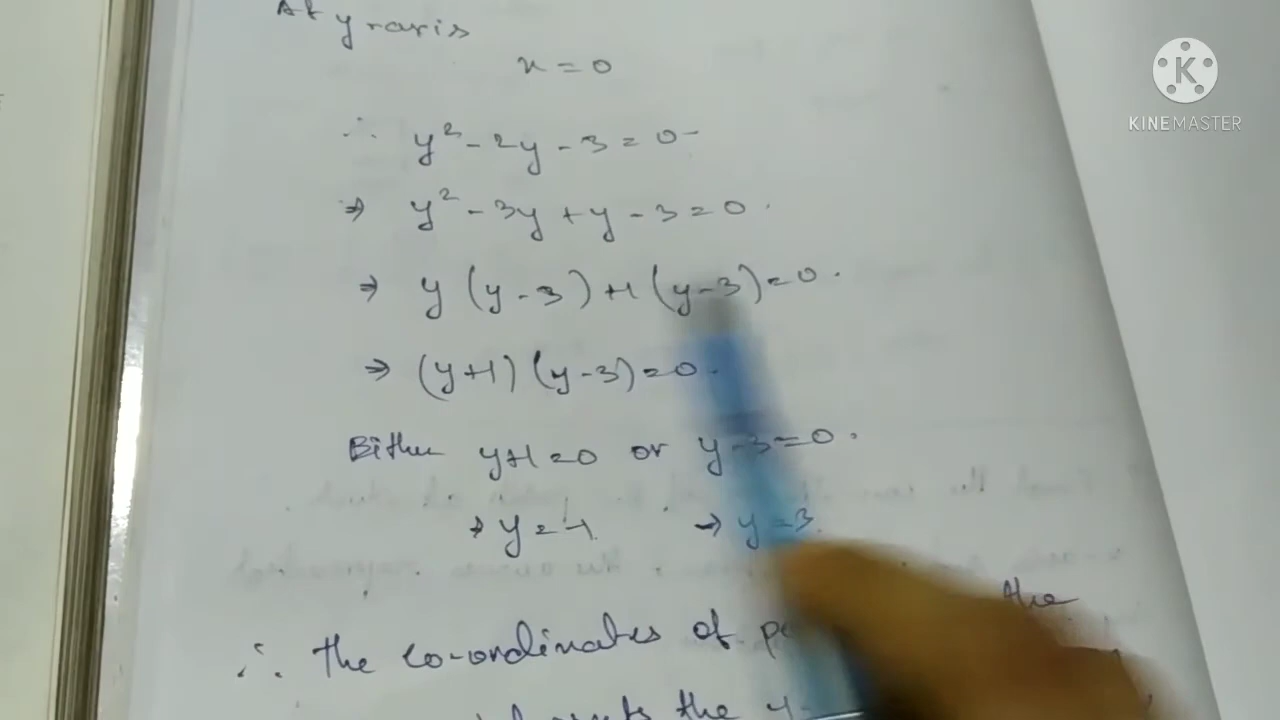 At y raxis
x = 0
∴ y² - 2y - 3 = 0
⇒ y² - 3y + y - 3 = 0.
⇒ y (y - 3) + 1 (y - 3) = 0.
⇒ (y+1) (y - 3) = 0.
Either y+1 = 0 or y - 3 = 0.
⇒ y = -1 → y = 3.
∴ The co-ordinates of the
the y
KINEMASTER